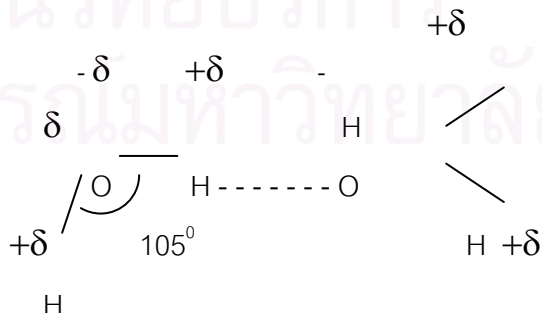 +δ
-δ +δ -
δ H
O H - - - - - - - O
+δ 105⁰ H +δ
H